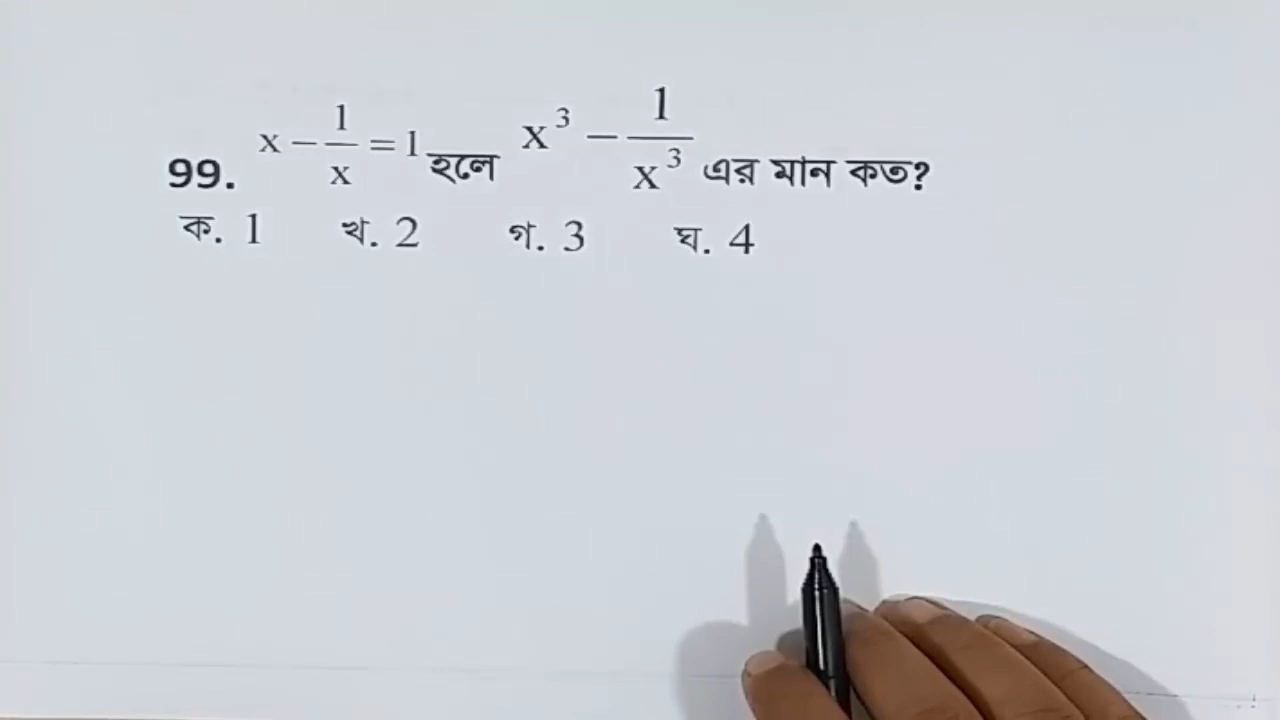 99. x - 1/x = 1 হলে x³ - 1/x³ এর মান কত?
ক. 1 খ. 2 গ. 3 ঘ. 4